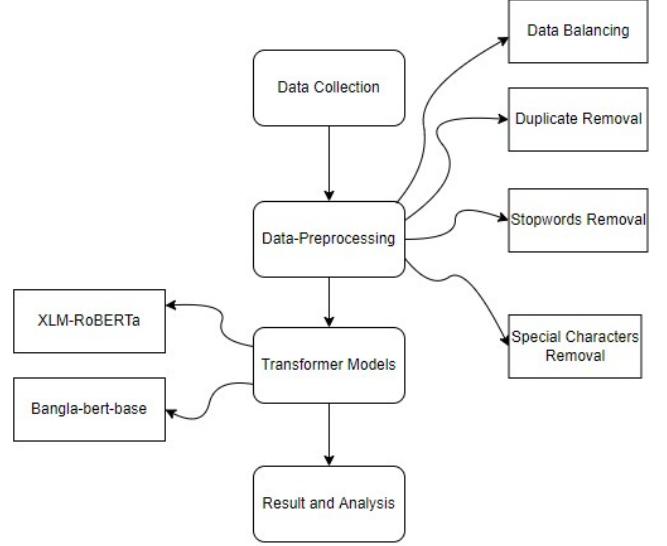 Data Balancing
Data Collection
Duplicate Removal
Stopwords Removal
Data-Preprocessing
XLM-RoBERTa
Special Characters
Removal
Transformer Models
Bangla-bert-base
Result and Analysis